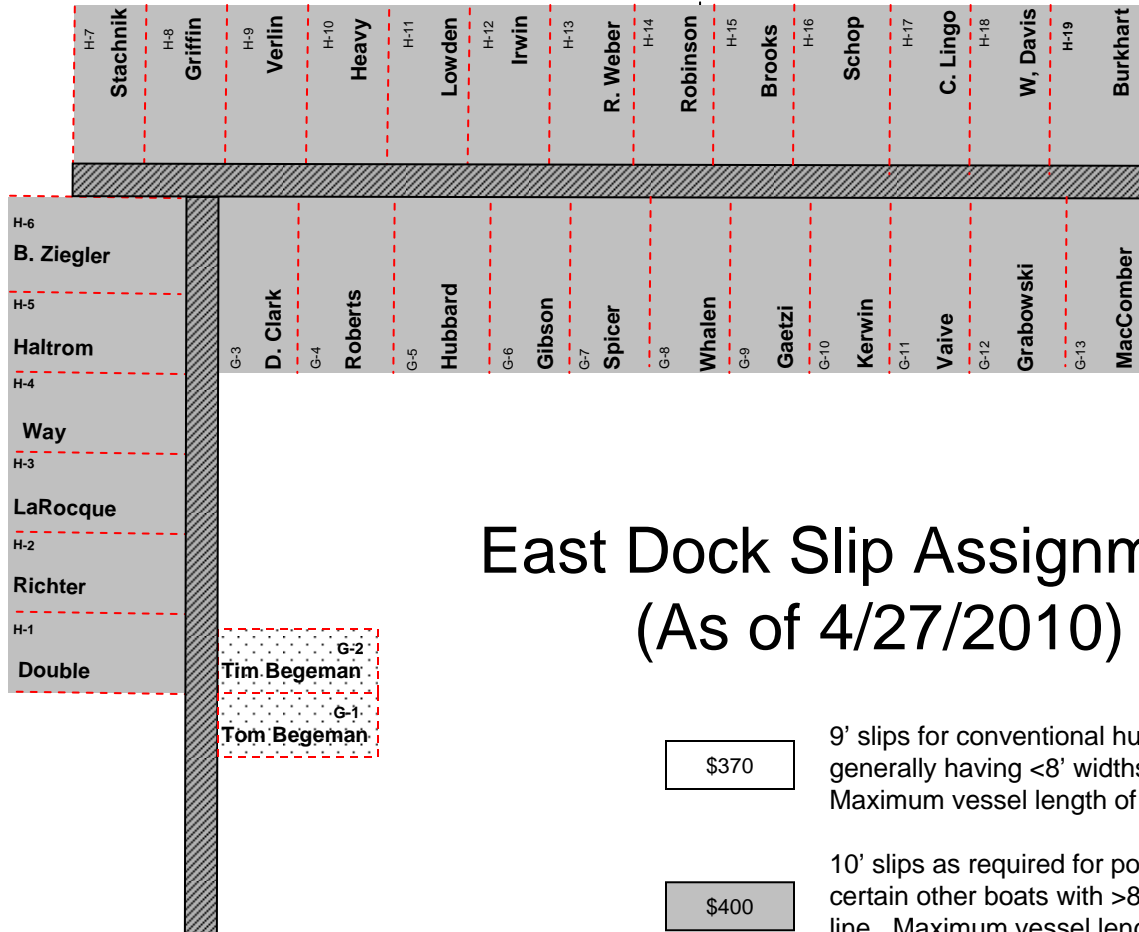 H-7
Stachnik
H-8
Griffin
H-9
Verlin
H-10
Heavy
H-11
Lowden
H-12
Irwin
H-13
R. Weber
H-14
Robinson
H-15
Brooks
H-16
Schop
H-17
C. Lingo
H-18
W, Davis
H-19
Burkhart
H-6
B. Ziegler
H-5
Haltrom
H-4
Way
H-3
LaRocque
H-2
Richter
H-1
Double
G-3
D. Clark
G-4
Roberts
G-5
Hubbard
G-6
Gibson
G-7
Spicer
G-8
Whalen
G-9
Gaetzi
G-10
Kerwin
G-11
Vaive
G-12
Grabowski
G-13
MacComber
G-2
Tim Begeman
G-1
Tom Begeman
East Dock Slip Assignm
(As of 4/27/2010)
$370
9’ slips for conventional hu
generally having <8’ widths
Maximum vessel length of
$400
10’ slips as required for po
certain other boats with >8
line. Maximum vessel leng